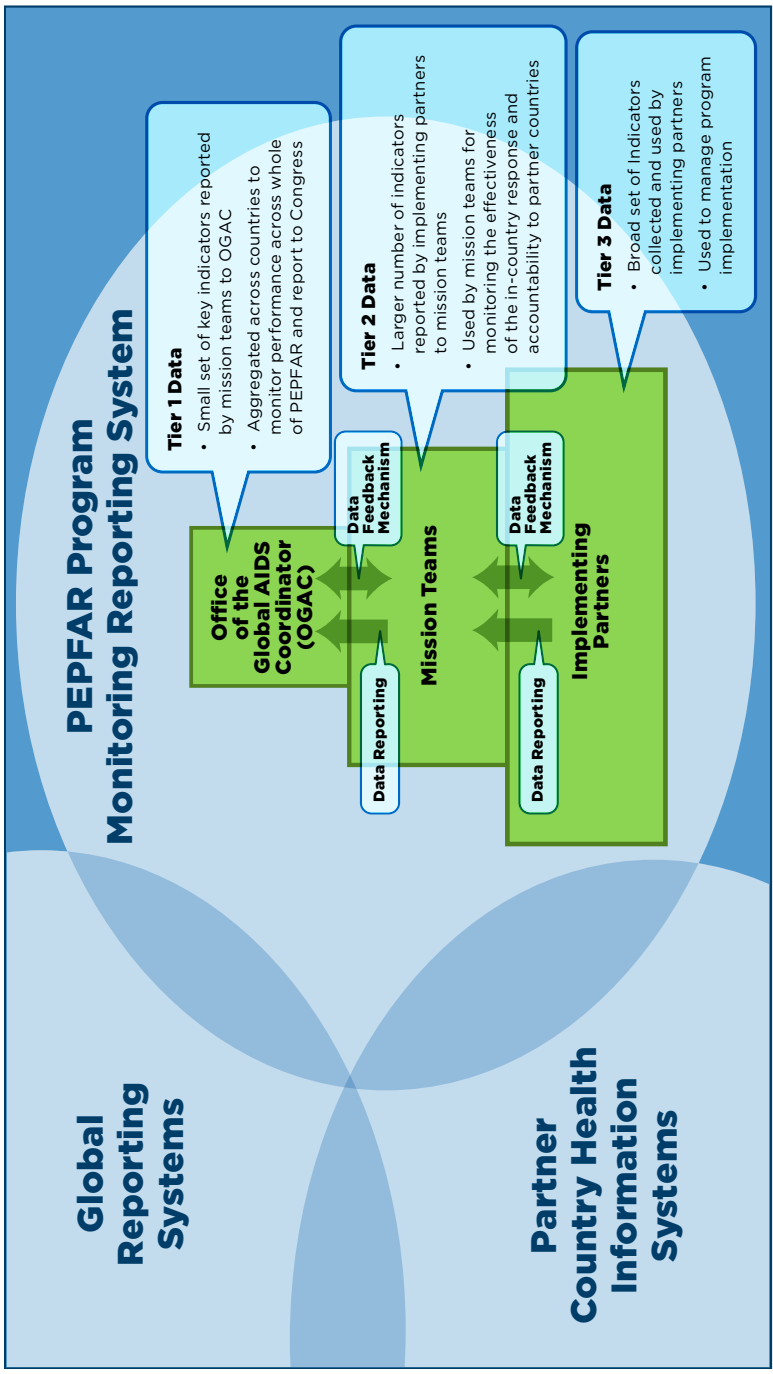 Global
Reporting
Systems
Partner
Country Health
Information
Systems
PEPFAR Program
Monitoring Reporting System
Office
of the
Global AIDS
Coordinator
(OGAC)
Data Reporting
Data
Feedback
Mechanism
Mission Teams
Data Reporting
Data
Feedback
Mechanism
Implementing
Partners
Tier 1 Data
• Small set of key indicators reported
by mission teams to OGAC
• Aggregated across countries to
monitor performance across whole
of PEPFAR and report to Congress
Tier 2 Data
• Larger number of indicators
reported by implementing partners
to mission teams
• Used by mission teams for
monitoring the effectiveness
of the in-country response and
accountability to partner countries
Tier 3 Data
• Broad set of Indicators
collected and used by
implementing partners
• Used to manage program
implementation